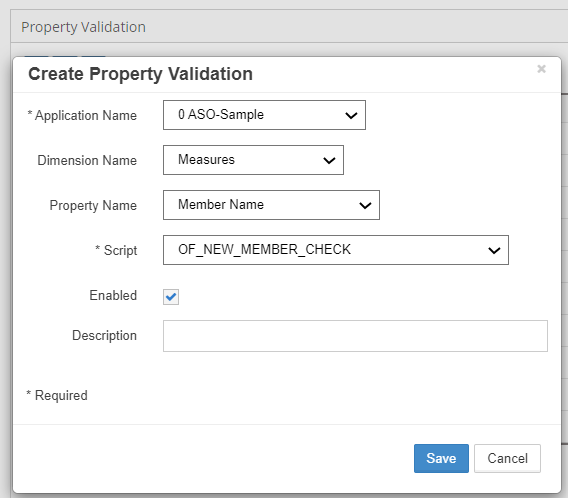 Property Validation
Create Property Validation ×
* Application Name 0 ASO-Sample
Dimension Name Measures
Property Name Member Name
* Script OF_NEW_MEMBER_CHECK
Enabled
Description
* Required
Save Cancel